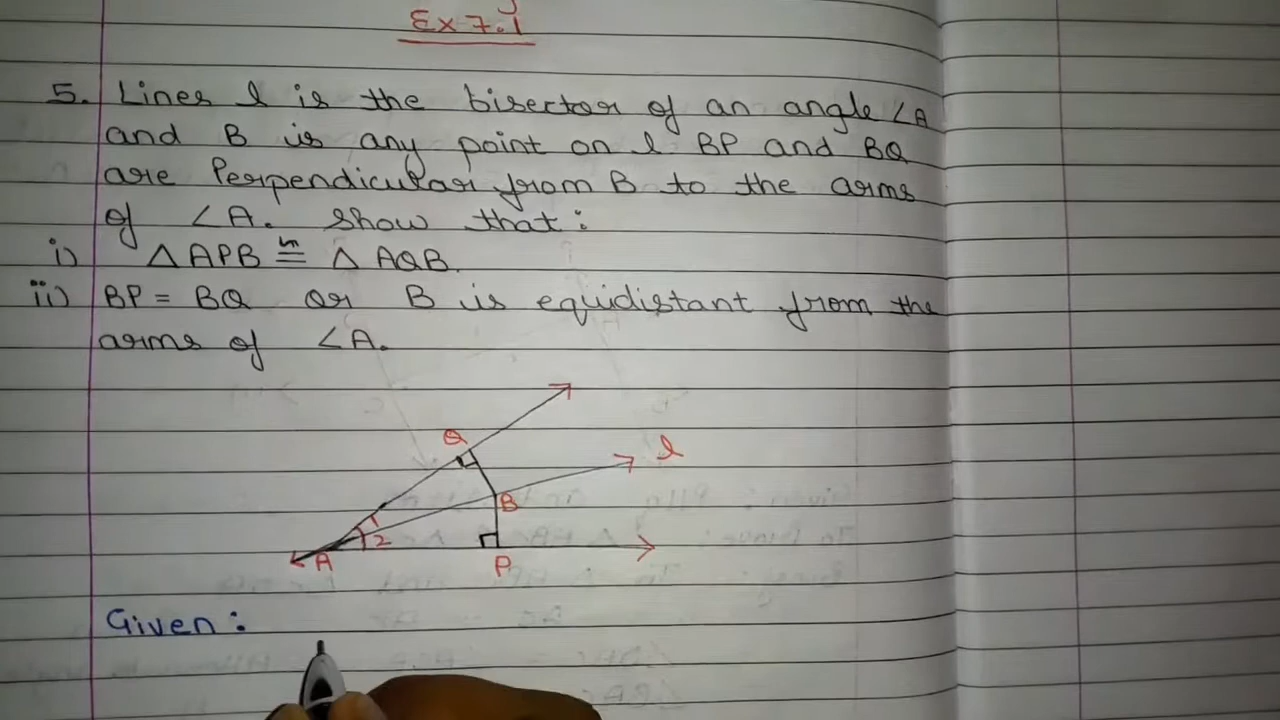 Ex 7.1
5. Lines l is the bisector of an angle ∠A
and B is any point on l BP and BQ
are Perpendicular from B to the arms
of ∠A. show that:
i) △ APB ≅ △ AQB.
ii) BP = BQ or B is equidistant from the
arms of ∠A.
Q
l
1
B
2
A
P
Given: